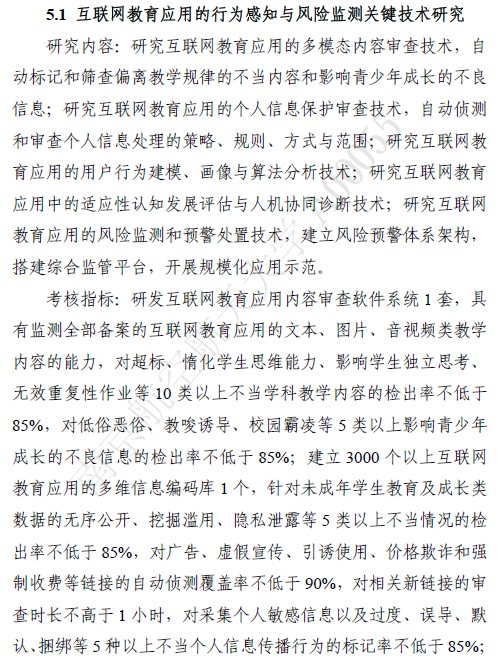 5.1 互联网教育应用的行为感知与风险监测关键技术研究
研究内容：研究互联网教育应用的多模态内容审查技术，自
动标记和筛查偏离教学规律的不当内容和影响青少年成长的不良
信息；研究互联网教育应用的个人信息保护审查技术，自动侦测
和审查个人信息处理的策略、规则、方式与范围；研究互联网教
育应用的用户行为建模、画像与算法分析技术；研究互联网教育
应用中的适应性认知发展评估与人机协同诊断技术；研究互联网
教育应用的风险监测和预警处置技术，建立风险预警体系架构，
搭建综合监管平台，开展规模化应用示范。
考核指标：研发互联网教育应用内容审查软件系统 1 套，具
有监测全部备案的互联网教育应用的文本、图片、音视频类教学
内容的能力，对超标、惰化学生思维能力、影响学生独立思考、
无效重复性作业等 10 类以上不当学科教学内容的检出率不低于
85%，对低俗恶俗、教唆诱导、校园霸凌等 5 类以上影响青少年
成长的不良信息的检出率不低于 85%；建立 3000 个以上互联网
教育应用的多维信息编码库 1 个，针对未成年学生教育及成长类
数据的无序公开、挖掘滥用、隐私泄露等 5 类以上不当情况的检
出率不低于 85%，对广告、虚假宣传、引诱使用、价格欺诈和强
制收费等链接的自动侦测覆盖率不低于 90%，对相关新链接的审
查时长不高于 1 小时，对采集个人敏感信息以及过度、误导、默
认、捆绑等 5 种以上不当个人信息传播行为的标记率不低于 85%；